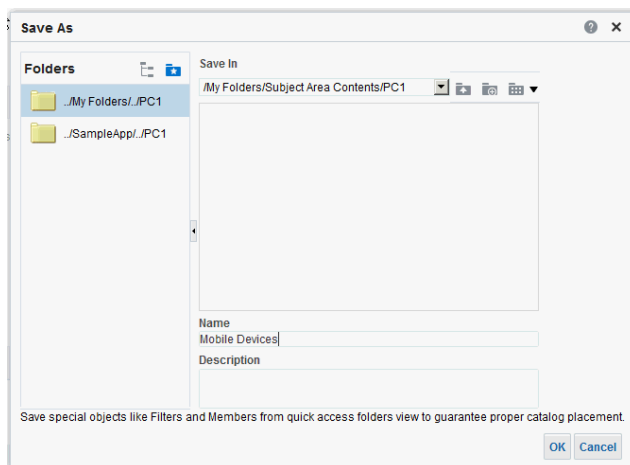 Save As
Folders
../My Folders/../PC1
../SampleApp/../PC1
Save In
/My Folders/Subject Area Contents/PC1
Name
Mobile Devices
Description
Save special objects like Filters and Members from quick access folders view to guarantee proper catalog placement.
OK Cancel